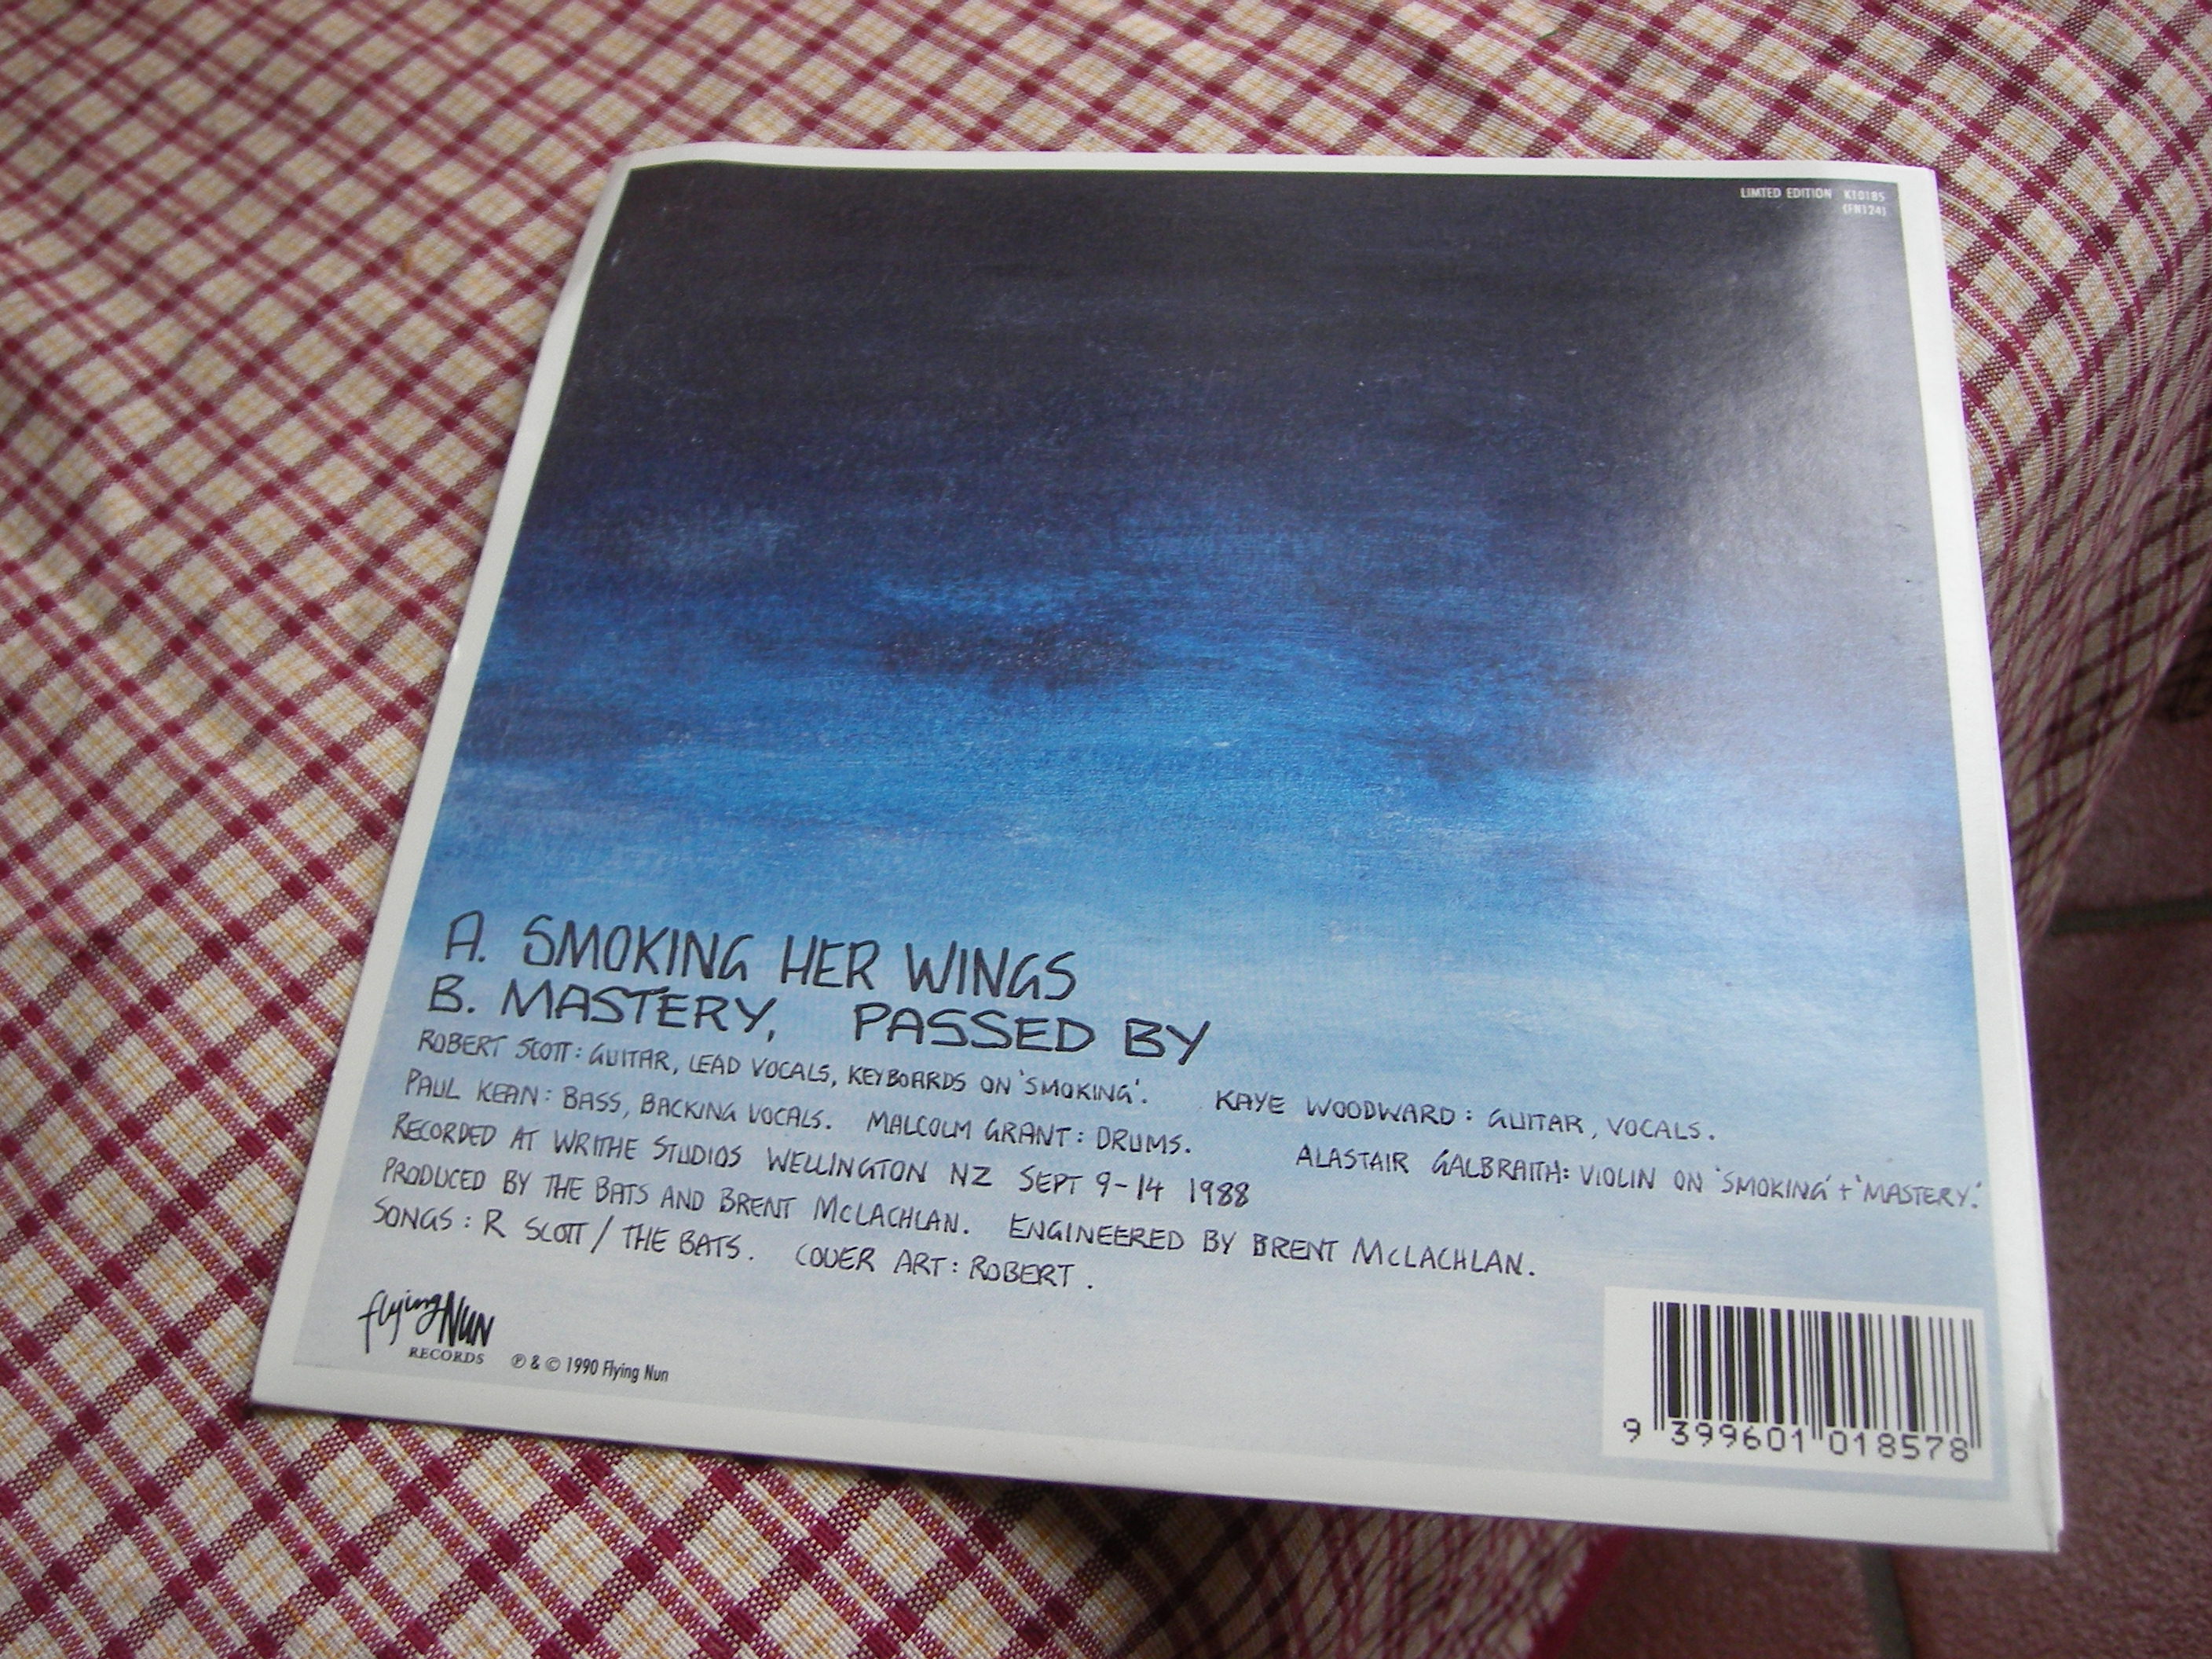 LIMTED EDITION K10185
(FN124)
A. SMOKING HER WINGS
B. MASTERY, PASSED BY
ROBERT SCOTT: GUITAR, LEAD VOCALS, KEYBOARDS ON 'SMOKING'. KAYE WOODWARD: GUITAR, VOCALS.
PAUL KEAN: BASS, BACKING VOCALS. MALCOLM GRANT: DRUMS. ALASTAIR GALBRAITH: VIOLIN ON 'SMOKING' + 'MASTERY.'
RECORDED AT WRITHE STUDIOS WELLINGTON NZ SEPT 9-14 1988
PRODUCED BY THE BATS AND BRENT McLACHLAN. ENGINEERED BY BRENT McLACHLAN.
SONGS: R SCOTT / THE BATS. COVER ART: ROBERT.
flying NUN
RECORDS
℗ & © 1990 Flying Nun
9 399601 018578